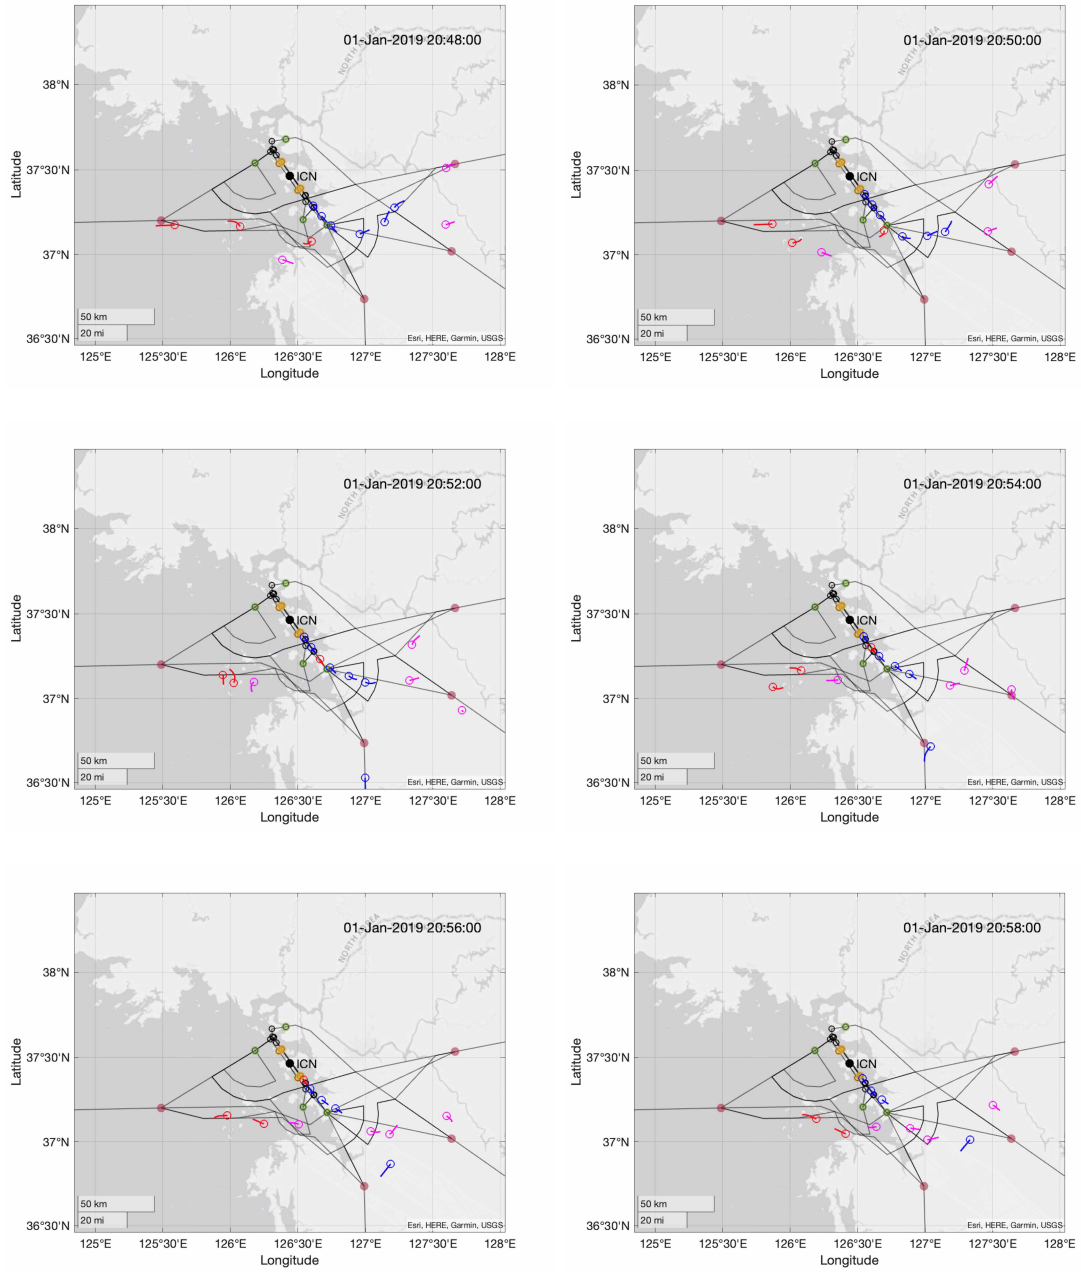 01-Jan-2019 20:48:00
NORTH KOREA
38°N
37°30'N
37°N
36°30'N
Latitude
ICN
50 km
20 mi
Esri, HERE, Garmin, USGS
125°E
125°30'E
126°E
126°30'E
127°E
127°30'E
128°E
Longitude
01-Jan-2019 20:50:00
NORTH KOREA
38°N
37°30'N
37°N
36°30'N
Latitude
ICN
50 km
20 mi
Esri, HERE, Garmin, USGS
125°E
125°30'E
126°E
126°30'E
127°E
127°30'E
128°E
Longitude
01-Jan-2019 20:52:00
NORTH KOREA
38°N
37°30'N
37°N
36°30'N
Latitude
ICN
50 km
20 mi
Esri, HERE, Garmin, USGS
125°E
125°30'E
126°E
126°30'E
127°E
127°30'E
128°E
Longitude
01-Jan-2019 20:54:00
NORTH KOREA
38°N
37°30'N
37°N
36°30'N
Latitude
ICN
50 km
20 mi
Esri, HERE, Garmin, USGS
125°E
125°30'E
126°E
126°30'E
127°E
127°30'E
128°E
Longitude
01-Jan-2019 20:56:00
NORTH KOREA
38°N
37°30'N
37°N
36°30'N
Latitude
ICN
50 km
20 mi
Esri, HERE, Garmin, USGS
125°E
125°30'E
126°E
126°30'E
127°E
127°30'E
128°E
Longitude
01-Jan-2019 20:58:00
NORTH KOREA
38°N
37°30'N
37°N
36°30'N
Latitude
ICN
50 km
20 mi
Esri, HERE, Garmin, USGS
125°E
125°30'E
126°E
126°30'E
127°E
127°30'E
128°E
Longitude